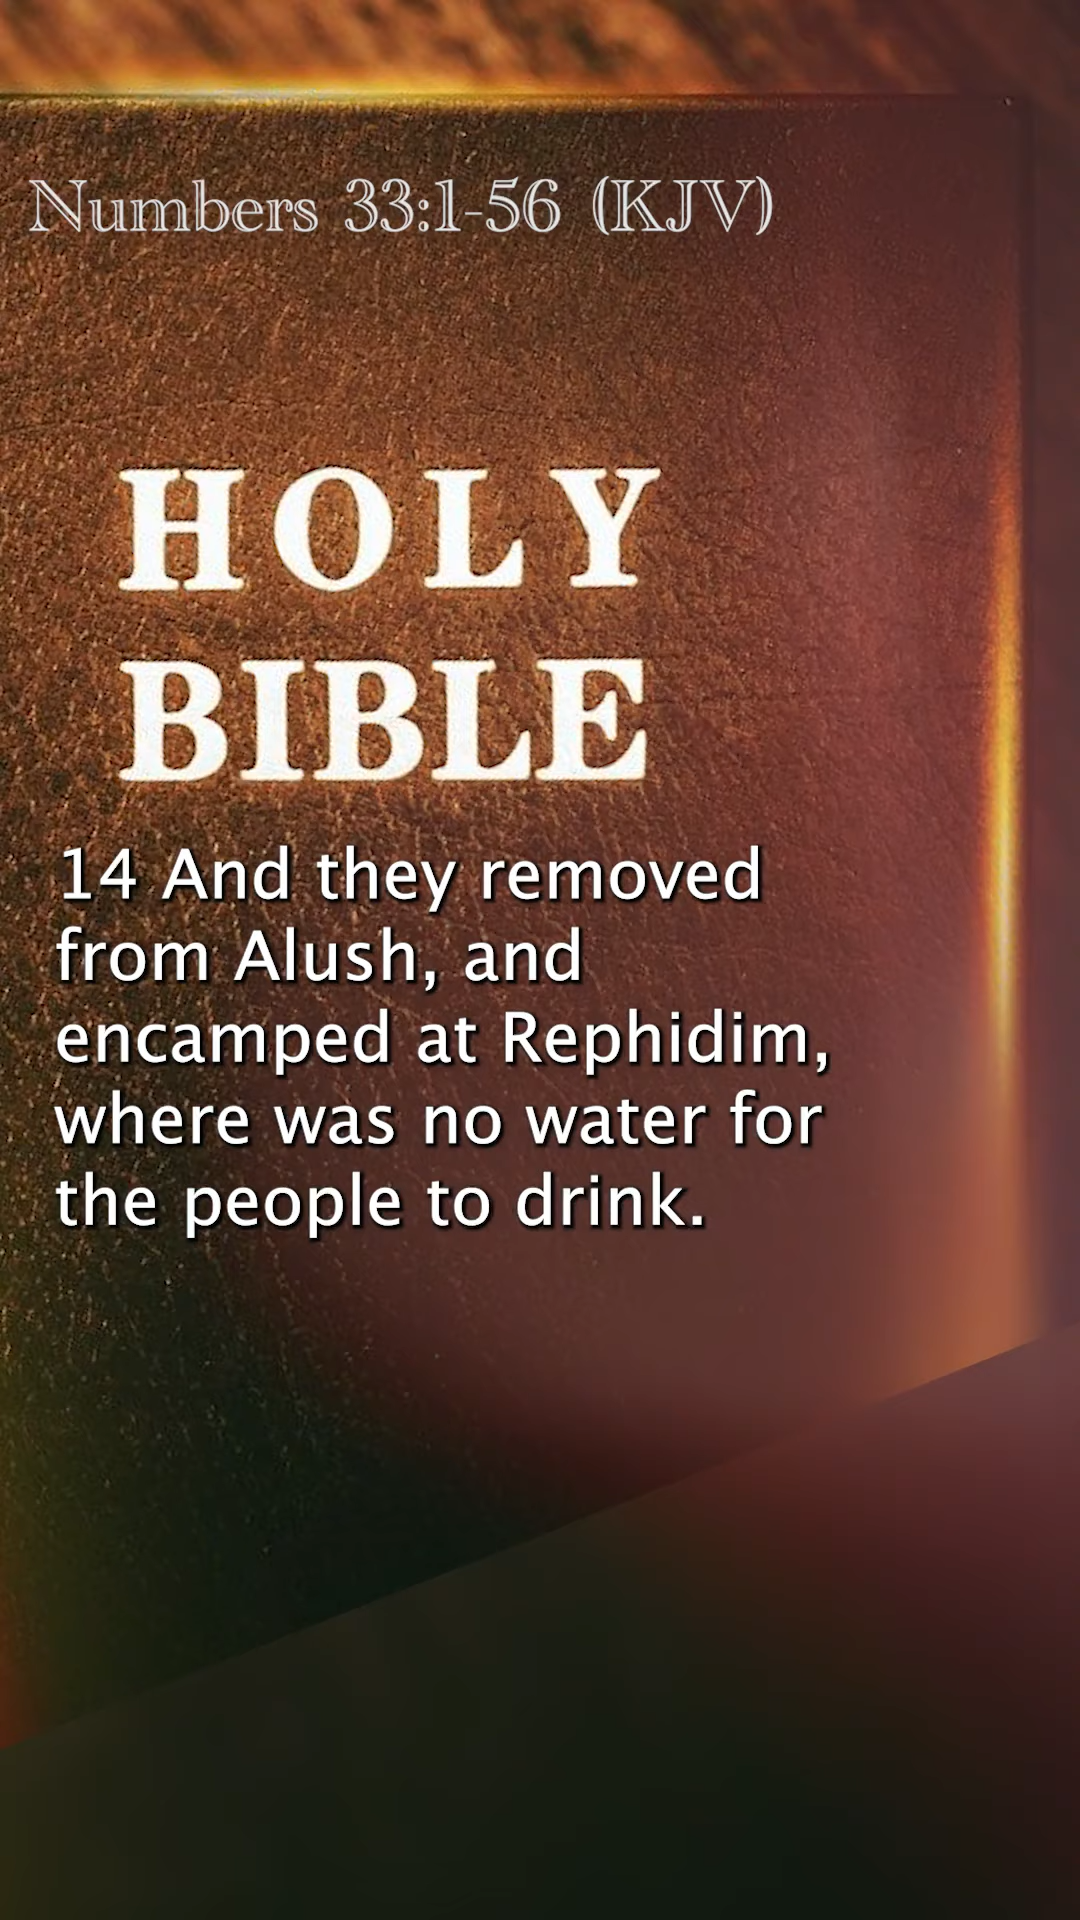 Numbers 33:1-56 (KJV)
HOLY
BIBLE
14 And they removed
from Alush, and
encamped at Rephidim,
where was no water for
the people to drink.